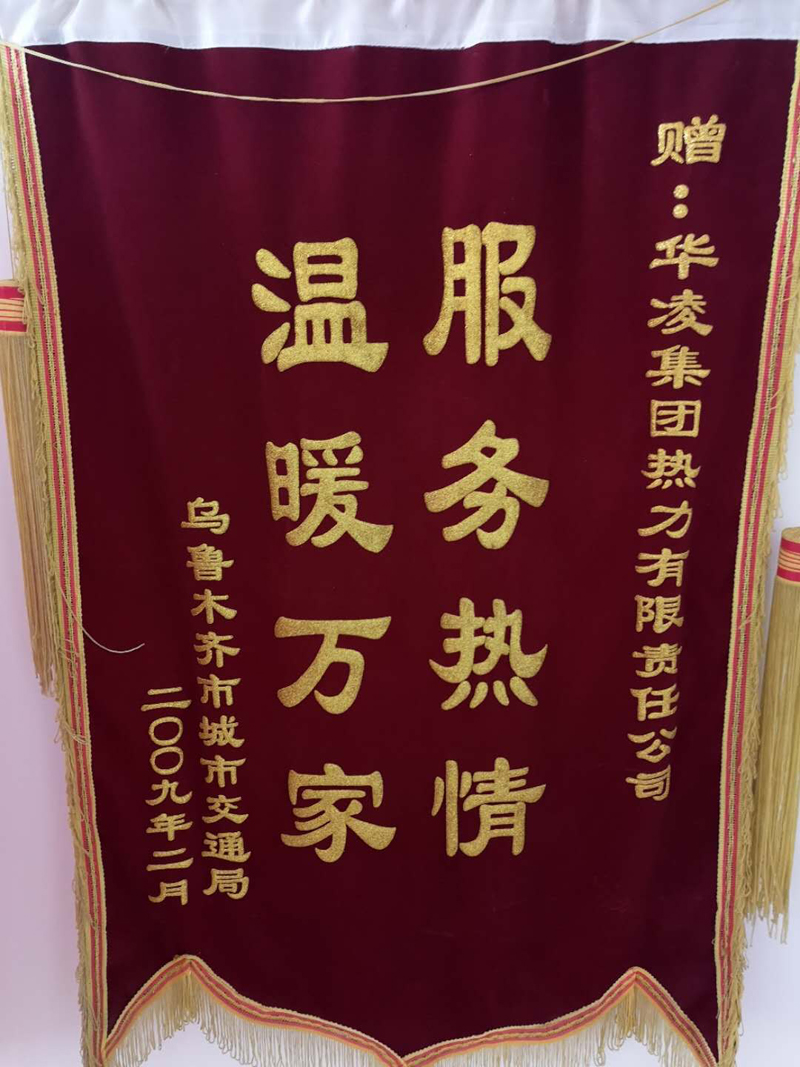 赠：华凌集团热力有限责任公司
服务热情
温暖万家
乌鲁木齐市城市交通局
二〇〇九年二月